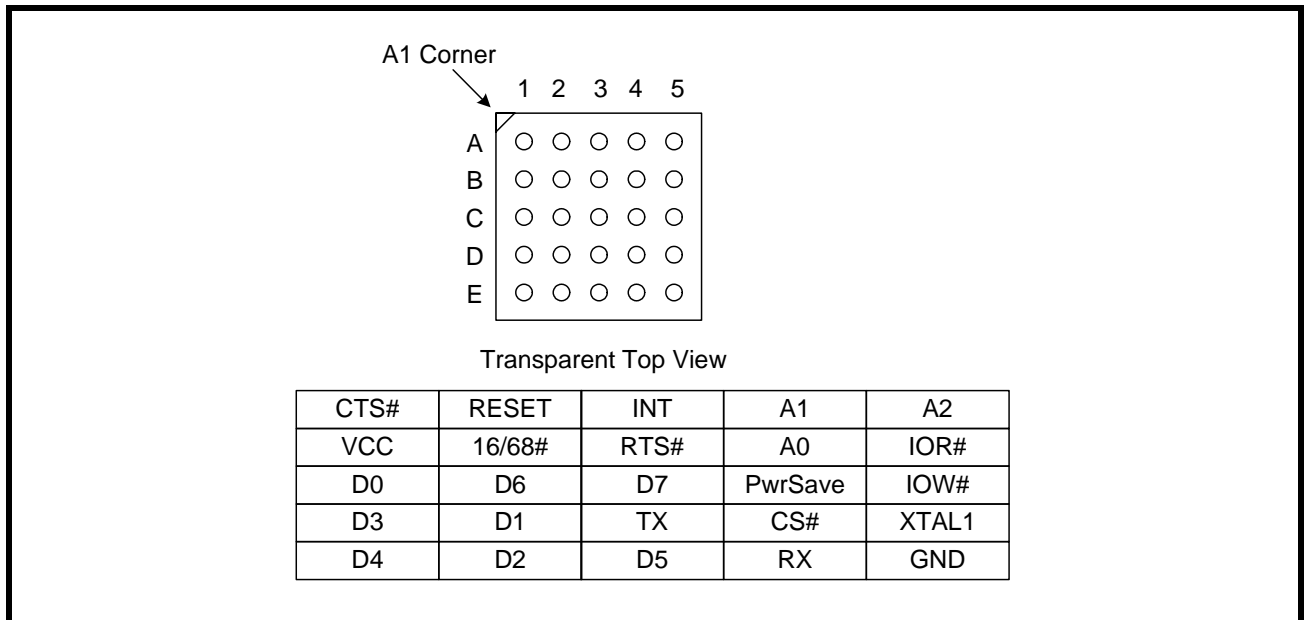 A1 Corner
1 2 3 4 5
A
B
C
D
E
Transparent Top View
CTS# RESET INT A1 A2
VCC 16/68# RTS# A0 IOR#
D0 D6 D7 PwrSave IOW#
D3 D1 TX CS# XTAL1
D4 D2 D5 RX GND